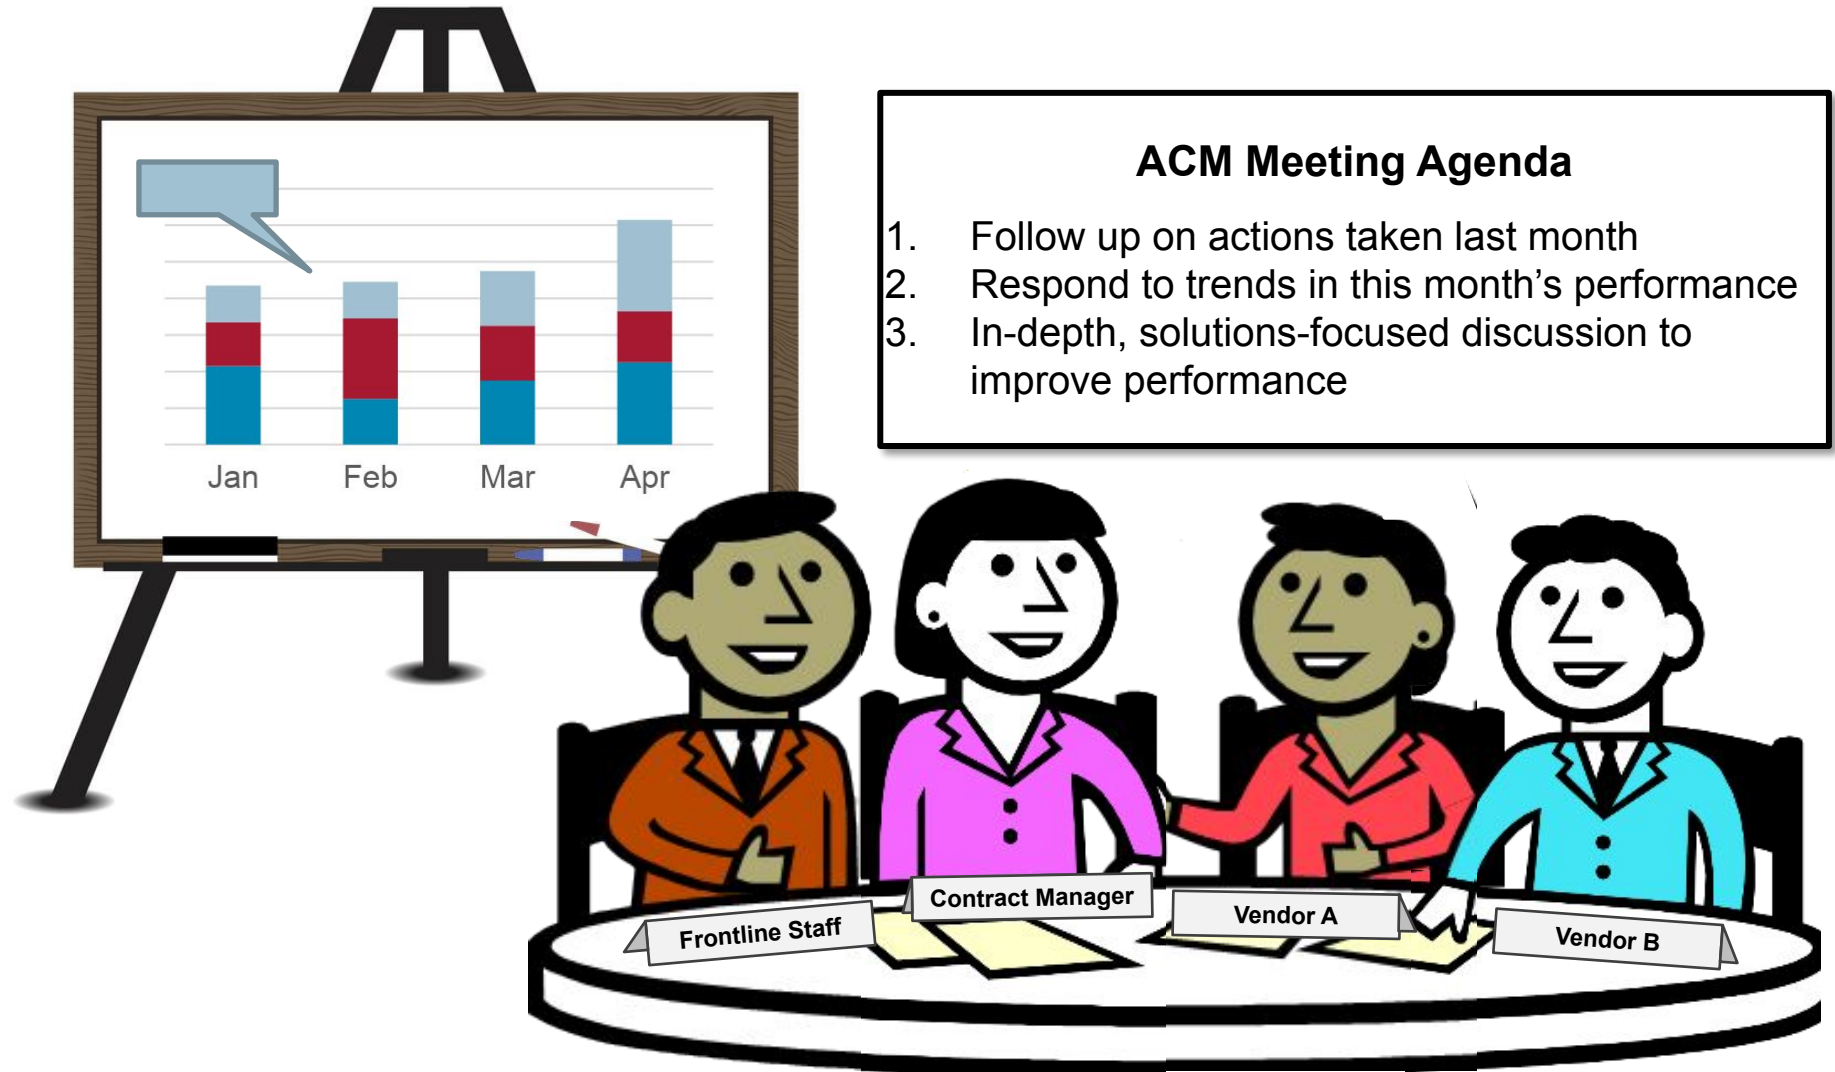 ACM Meeting Agenda
1. Follow up on actions taken last month
2. Respond to trends in this month’s performance
3. In-depth, solutions-focused discussion to
improve performance
Jan Feb Mar Apr
Frontline Staff
Contract Manager
Vendor A
Vendor B